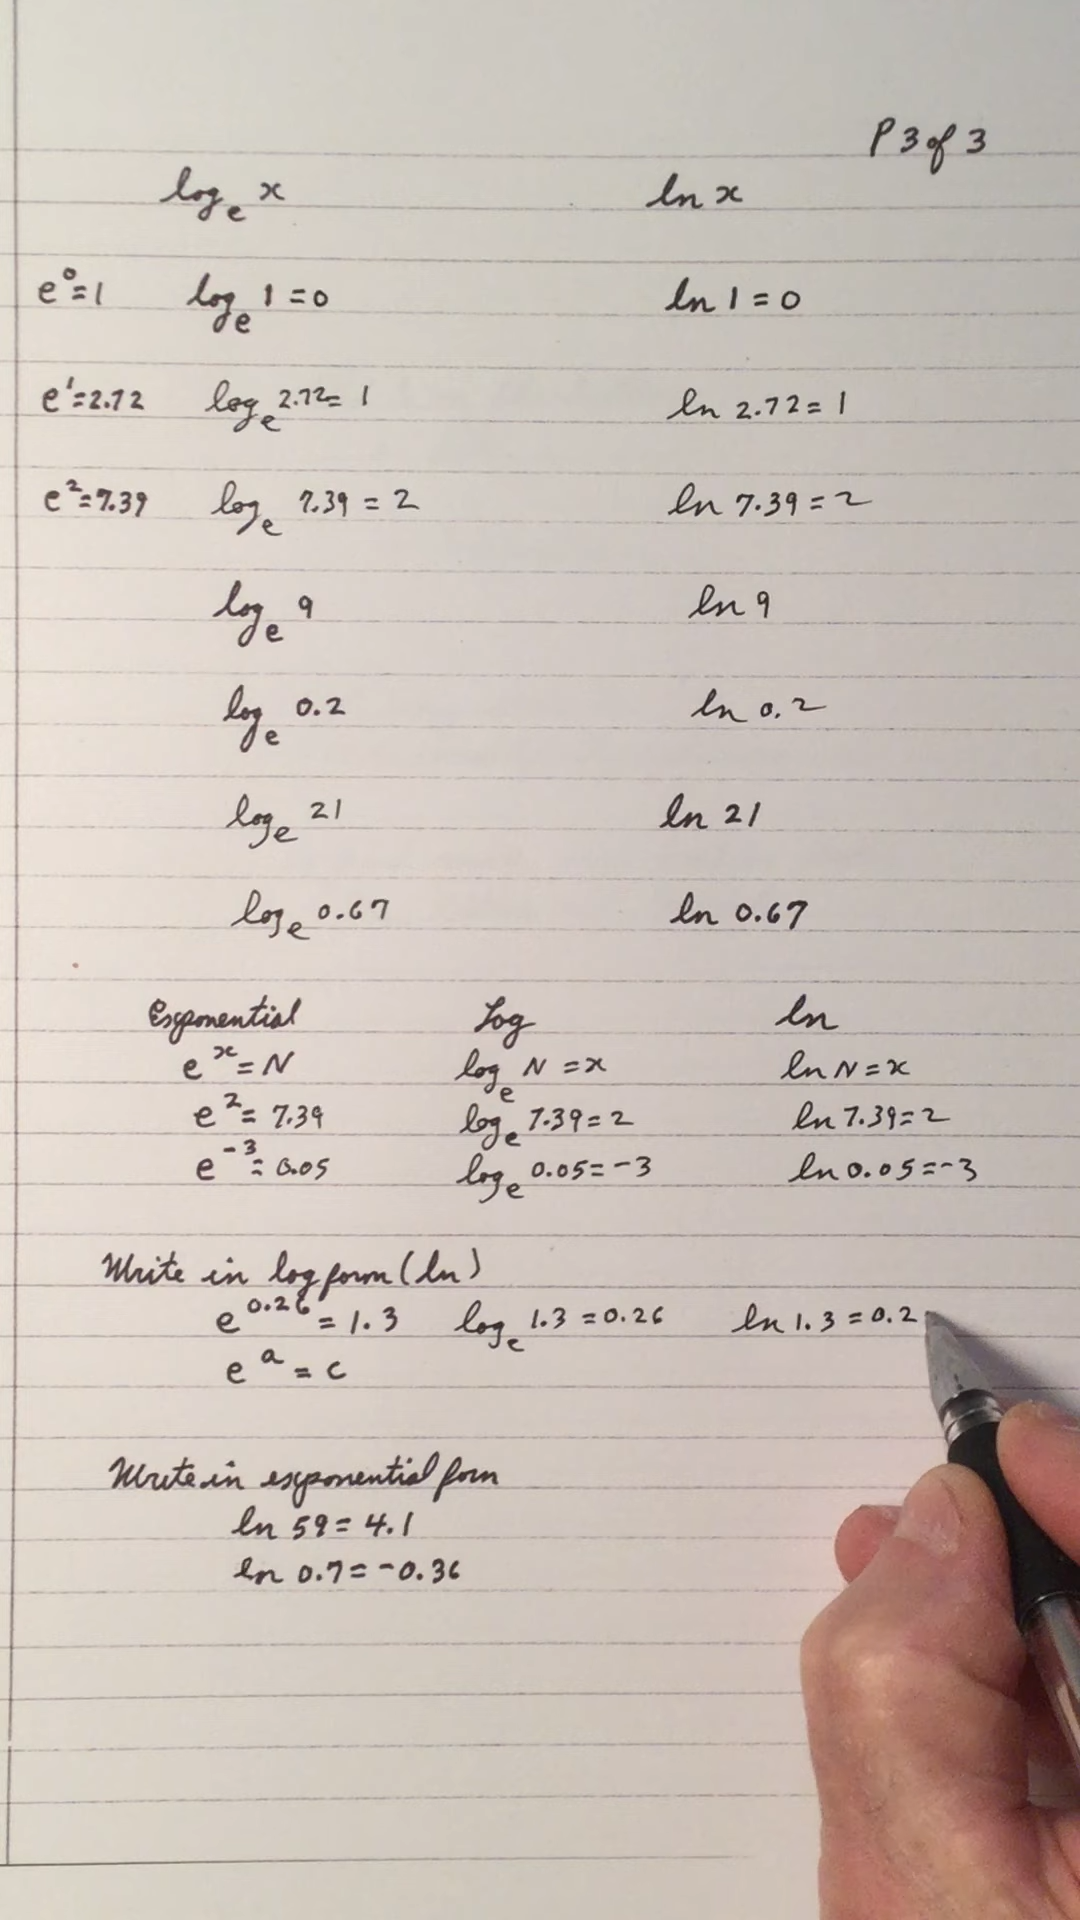 P 3 of 3
logₑ x ln x
e⁰=1 logₑ 1=0 ln 1=0
e¹=2.72 logₑ 2.72=1 ln 2.72=1
e²=7.39 logₑ 7.39=2 ln 7.39=2
logₑ 9 ln 9
logₑ 0.2 ln 0.2
logₑ 21 ln 21
logₑ 0.67 ln 0.67
Exponential Log ln
eˣ=N logₑ N=x ln N=x
e²=7.39 logₑ 7.39=2 ln 7.39=2
e⁻³=0.05 logₑ 0.05=-3 ln 0.05=-3
Write in log form (ln)
e^0.26=1.3 logₑ 1.3=0.26 ln 1.3=0.2
eᵃ=c
Write in exponential form
ln 59=4.1
ln 0.7=-0.36